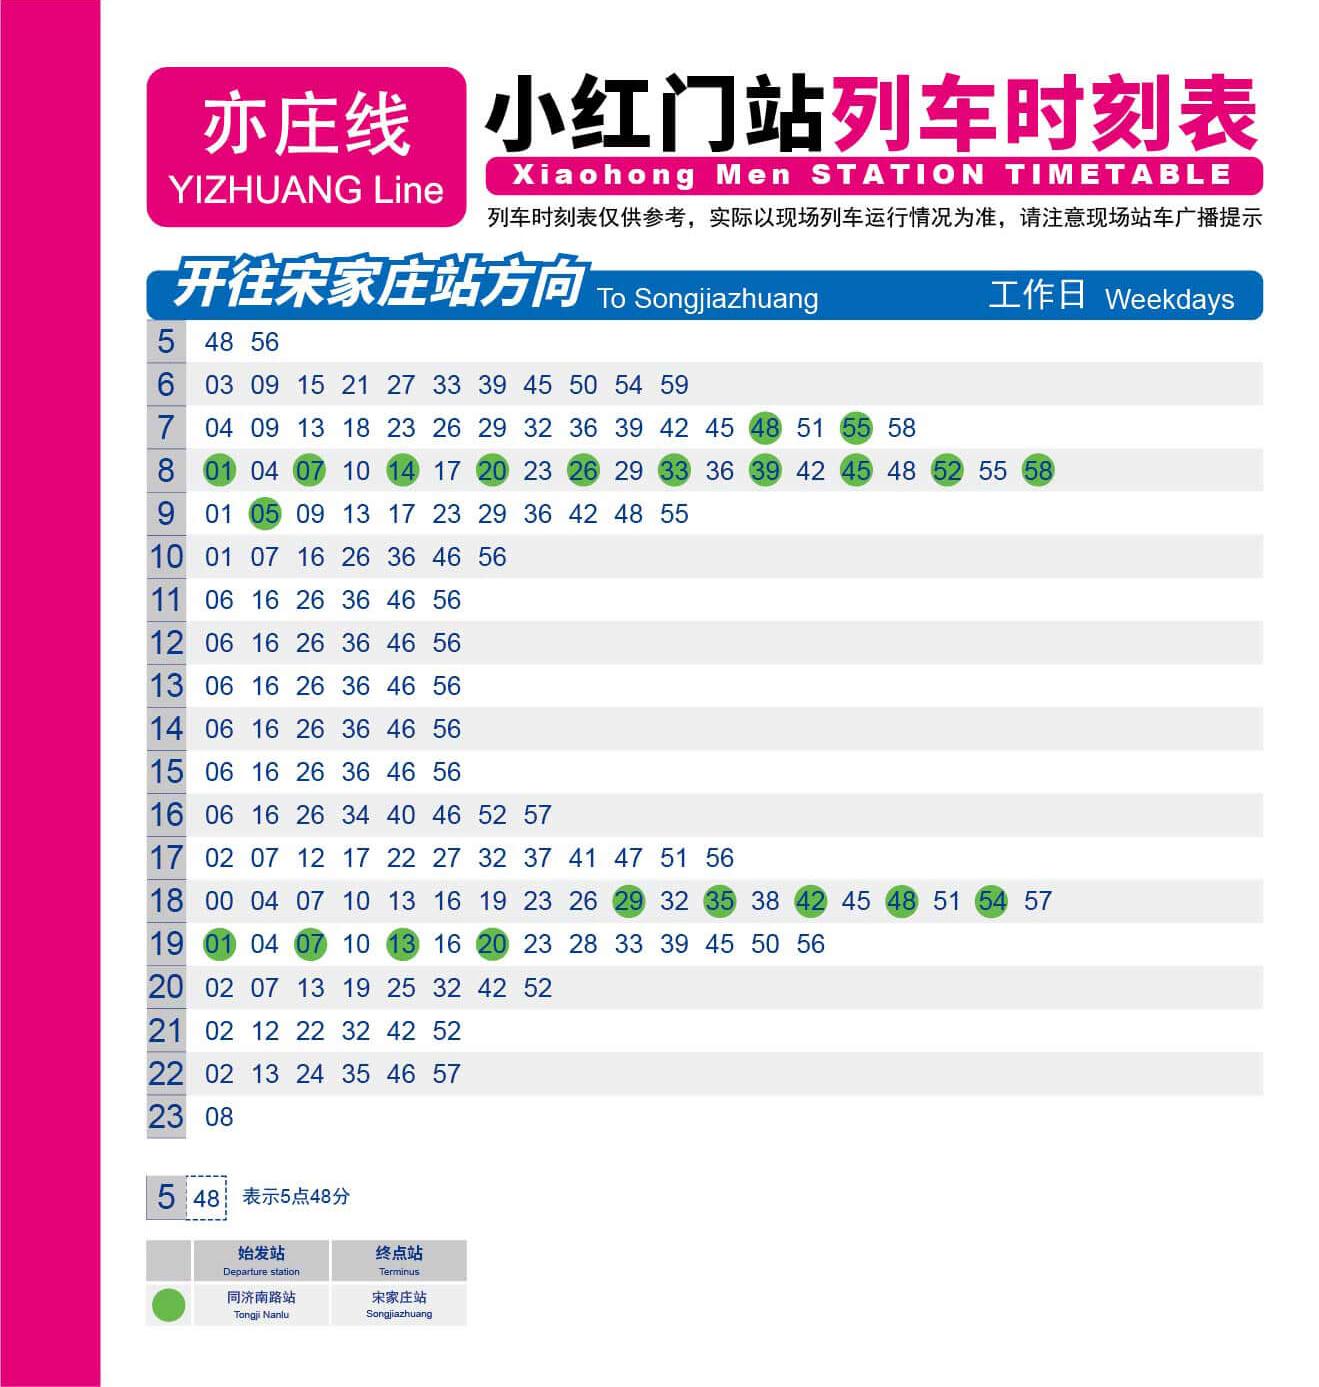 亦庄线
YIZHUANG Line
小红门站列车时刻表
Xiaohong Men STATION TIMETABLE
列车时刻表仅供参考，实际以现场列车运行情况为准，请注意现场站车广播提示
开往宋家庄站方向 To Songjiazhuang 工作日 Weekdays
5 48 56
6 03 09 15 21 27 33 39 45 50 54 59
7 04 09 13 18 23 26 29 32 36 39 42 45 48 51 55 58
8 01 04 07 10 14 17 20 23 26 29 33 36 39 42 45 48 52 55 58
9 01 05 09 13 17 23 29 36 42 48 55
10 01 07 16 26 36 46 56
11 06 16 26 36 46 56
12 06 16 26 36 46 56
13 06 16 26 36 46 56
14 06 16 26 36 46 56
15 06 16 26 36 46 56
16 06 16 26 34 40 46 52 57
17 02 07 12 17 22 27 32 37 41 47 51 56
18 00 04 07 10 13 16 19 23 26 29 32 35 38 42 45 48 51 54 57
19 01 04 07 10 13 16 20 23 28 33 39 45 50 56
20 02 07 13 19 25 32 42 52
21 02 12 22 32 42 52
22 02 13 24 35 46 57
23 08
5 48 表示5点48分
始发站 终点站
Departure station Terminus
同济南路站 宋家庄站
Tongji Nanlu Songjiazhuang